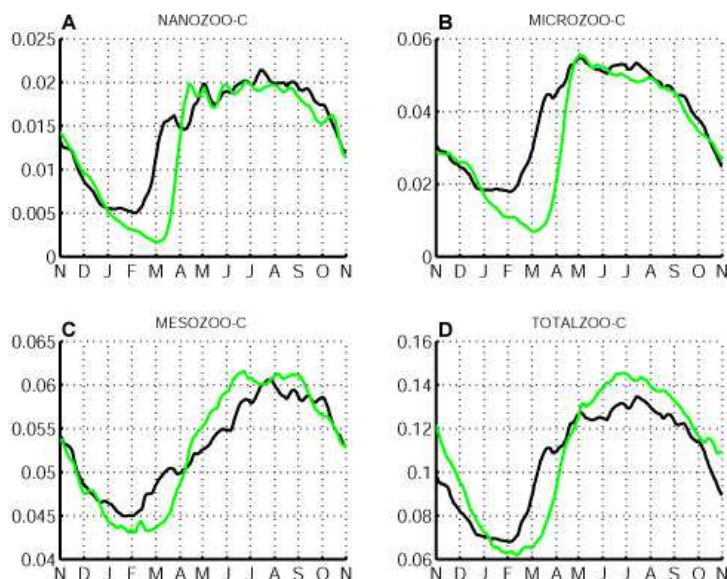 A NANOZOO-C
0.025
0.02
0.015
0.01
0.005
0
N D J F M A M J J A S O N
B MICROZOO-C
0.06
0.04
0.02
0
N D J F M A M J J A S O N
C MESOZOO-C
0.065
0.06
0.055
0.05
0.045
0.04
N D J F M A M J J A S O N
D TOTALZOO-C
0.16
0.14
0.12
0.1
0.08
0.06
N D J F M A M J J A S O N